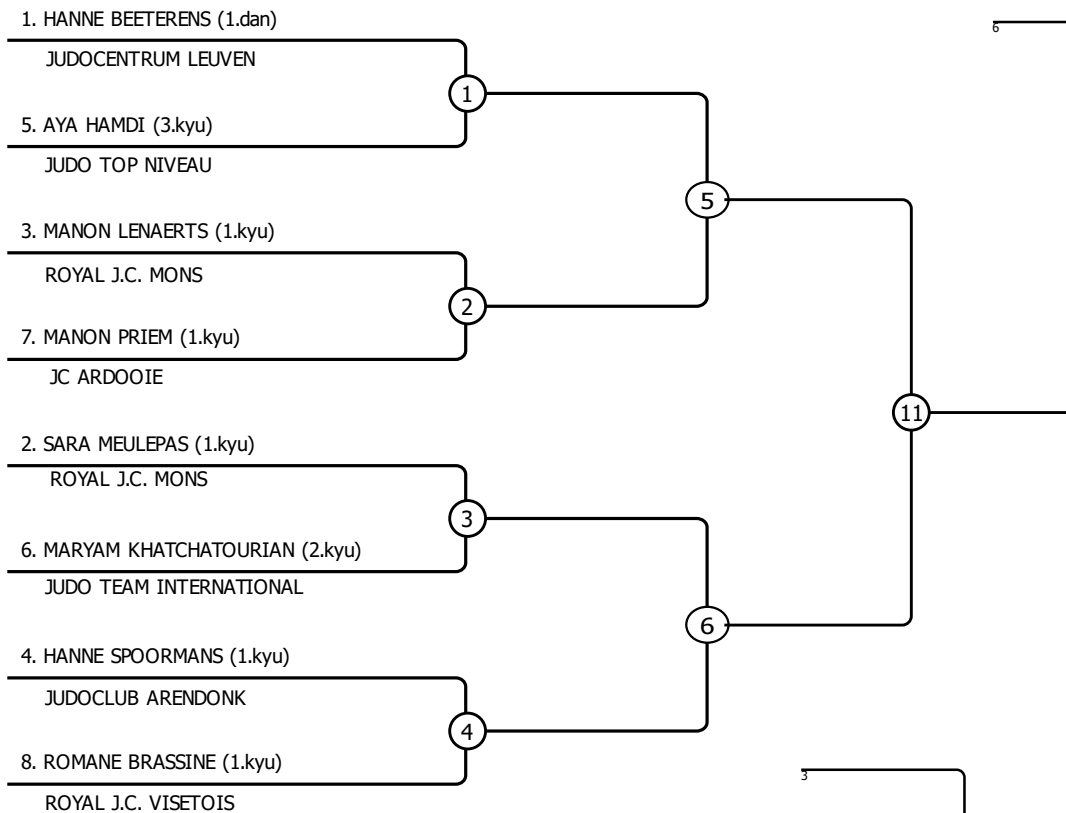 1. HANNE BEETERENS (1.dan)
6
JUDOCENTRUM LEUVEN
1
5. AYA HAMDI (3.kyu)
JUDO TOP NIVEAU
5
3. MANON LENAERTS (1.kyu)
ROYAL J.C. MONS
2
7. MANON PRIEM (1.kyu)
JC ARDOOIE
11
2. SARA MEULEPAS (1.kyu)
ROYAL J.C. MONS
3
6. MARYAM KHATCHATOURIAN (2.kyu)
JUDO TEAM INTERNATIONAL
6
4. HANNE SPOORMANS (1.kyu)
JUDOCLUB ARENDONK
4
8. ROMANE BRASSINE (1.kyu)
3
ROYAL J.C. VISETOIS